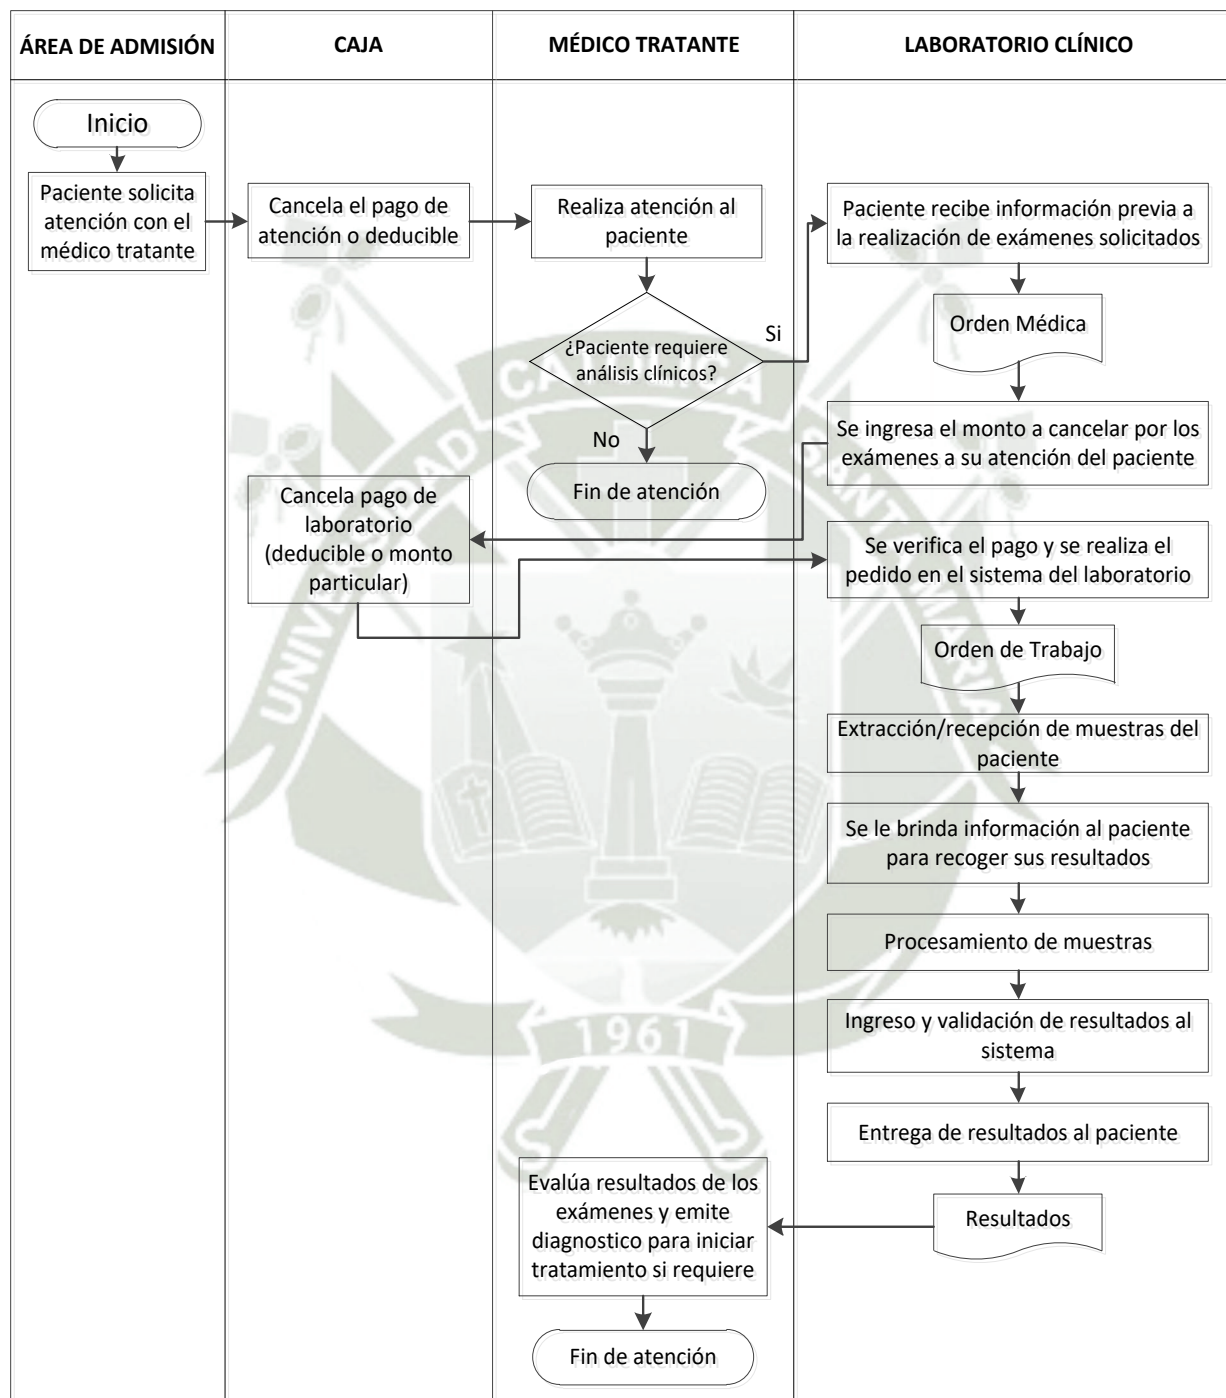 ÁREA DE ADMISIÓN
CAJA
MÉDICO TRATANTE
LABORATORIO CLÍNICO
Inicio
Paciente solicita
atención con el
médico tratante
Cancela el pago de
atención o deducible
Realiza atención al
paciente
¿Paciente requiere
análisis clínicos?
Si
No
Fin de atención
Paciente recibe información previa a
la realización de exámenes solicitados
Orden Médica
Se ingresa el monto a cancelar por los
exámenes a su atención del paciente
Cancela pago de
laboratorio
(deducible o monto
particular)
Se verifica el pago y se realiza el
pedido en el sistema del laboratorio
Orden de Trabajo
Extracción/recepción de muestras del
paciente
Se le brinda información al paciente
para recoger sus resultados
Procesamiento de muestras
Ingreso y validación de resultados al
sistema
Entrega de resultados al paciente
Resultados
Evalúa resultados de los
exámenes y emite
diagnostico para iniciar
tratamiento si requiere
Fin de atención
UNIVERSIDAD CATOLICA SANTA MARIA
1961